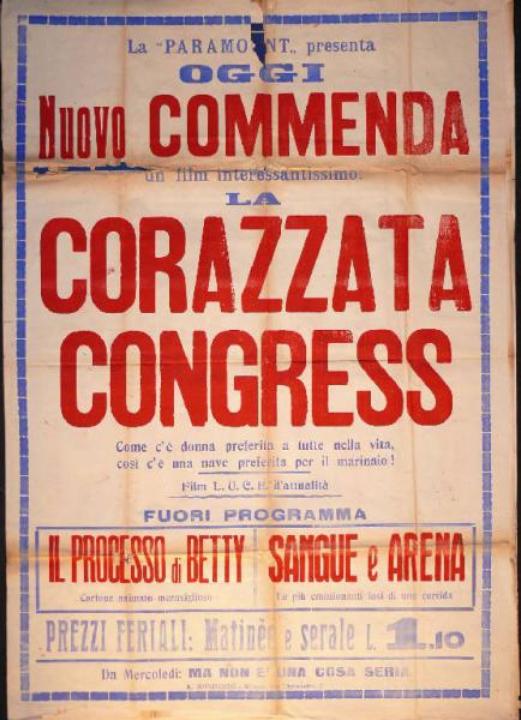 La "PARAMOUNT„ presenta
OGGI
Nuovo COMMENDA
un film interessantissimo:
LA
CORAZZATA
CONGRESS
Come c'è donna preferita a tutte nella vita,
così c'è una nave preferita per il marinaio!
Film L. U. C. E. d'attualità
FUORI PROGRAMMA
IL PROCESSO di BETTY
Cartone animato meraviglioso
SANGUE e ARENA
Le più emozionanti fasi di una corrida
PREZZI FERIALI: Matinée e serale L. 1.10
Da Mercoledì: MA NON E' UNA COSA SERIA